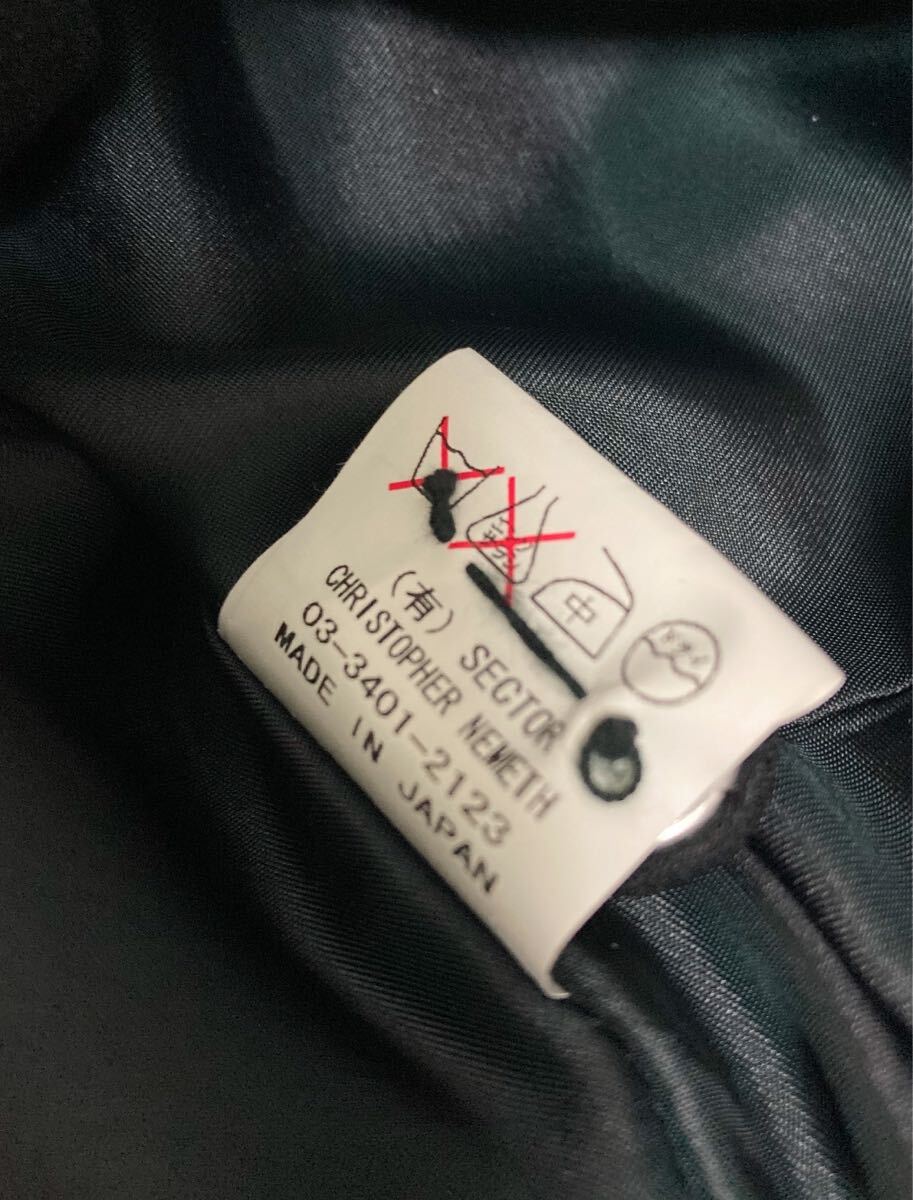 中
(有) SECTOR
CHRISTOPHER NEMETH
03-3401-2123
MADE IN JAPAN